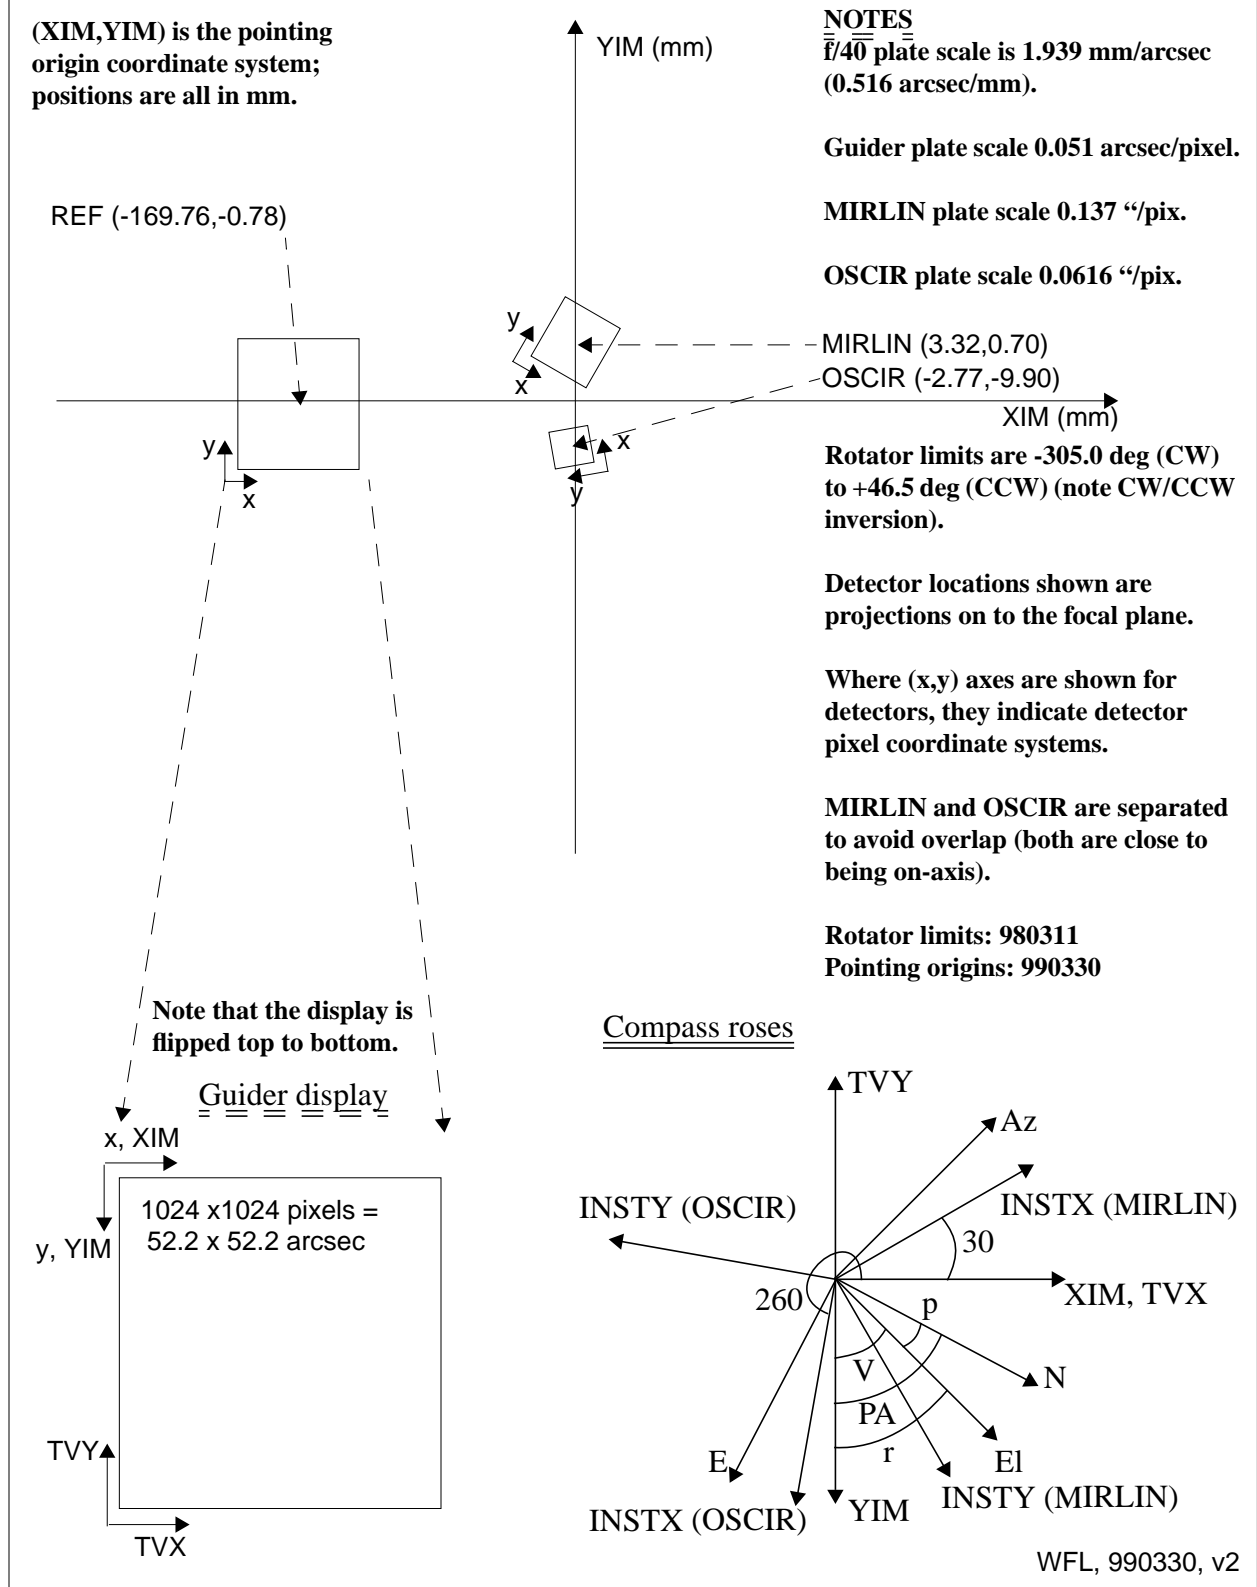 (XIM,YIM) is the pointing
origin coordinate system;
positions are all in mm.
YIM (mm)
NOTES
f/40 plate scale is 1.939 mm/arcsec
(0.516 arcsec/mm).
Guider plate scale 0.051 arcsec/pixel.
MIRLIN plate scale 0.137 “/pix.
OSCIR plate scale 0.0616 “/pix.
REF (-169.76,-0.78)
MIRLIN (3.32,0.70)
OSCIR (-2.77,-9.90)
XIM (mm)
y
x
y
x
x
y
Rotator limits are -305.0 deg (CW)
to +46.5 deg (CCW) (note CW/CCW
inversion).
Detector locations shown are
projections on to the focal plane.
Where (x,y) axes are shown for
detectors, they indicate detector
pixel coordinate systems.
MIRLIN and OSCIR are separated
to avoid overlap (both are close to
being on-axis).
Rotator limits: 980311
Pointing origins: 990330
Note that the display is
flipped top to bottom.
Guider display
x, XIM
y, YIM
1024 x1024 pixels =
52.2 x 52.2 arcsec
TVY
TVX
Compass roses
TVY
Az
INSTX (MIRLIN)
INSTY (OSCIR)
30
XIM, TVX
260
p
V
N
PA
r
E
El
INSTY (MIRLIN)
YIM
INSTX (OSCIR)
WFL, 990330, v2